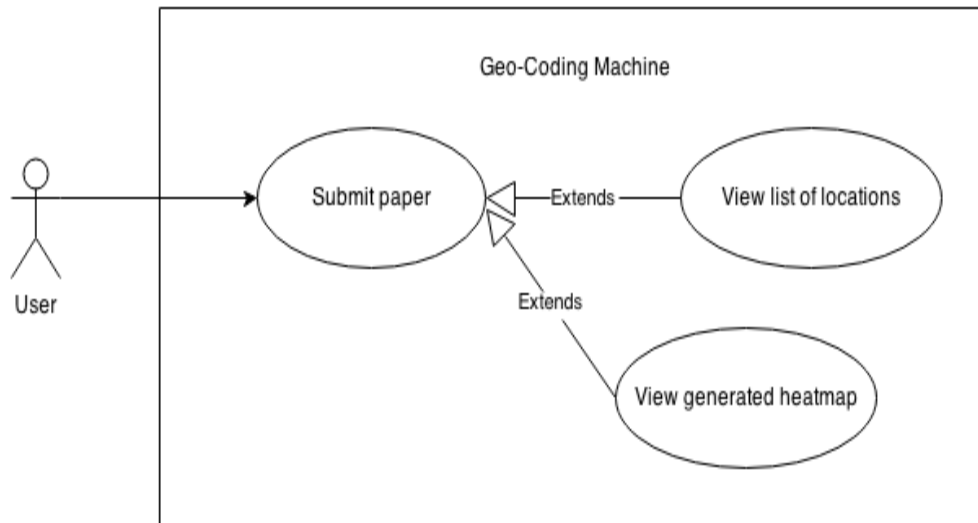 Geo-Coding Machine
Submit paper
Extends
View list of locations
User
Extends
View generated heatmap